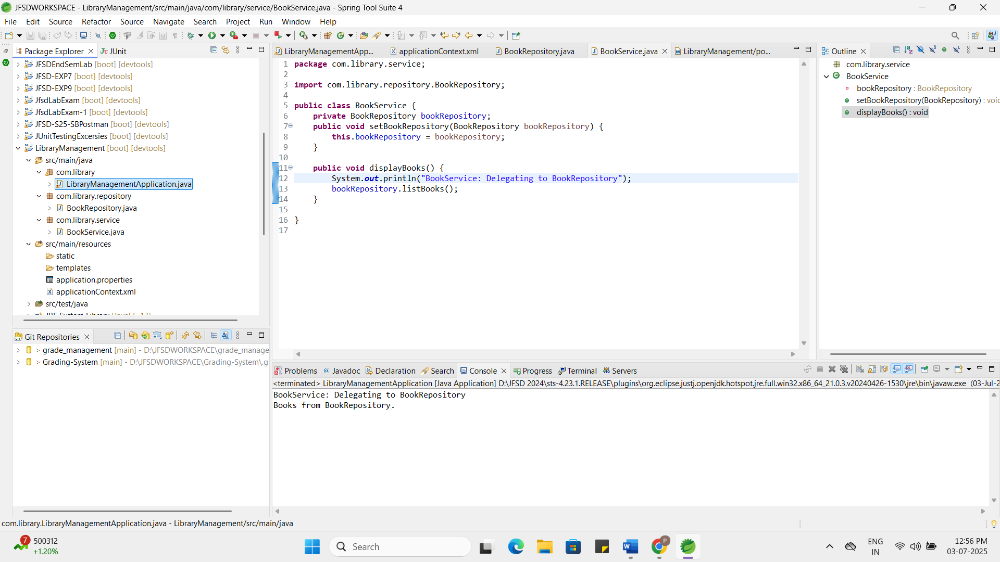 JFSDWORKSPACE - LibraryManagement/src/main/java/com/library/service/BookService.java - Spring Tool Suite 4
File Edit Source Refactor Source Navigate Search Project Run Window Help
Package Explorer
JUnit
JFSDEndSemLab [boot] [devtools]
JFSD-EXP7 [boot] [devtools]
JFSD-EXP9 [boot] [devtools]
JfsdLabExam [boot] [devtools]
JfsdLabExam-1 [boot] [devtools]
JFSD-S25-SBPostman [boot] [devtools]
JUnitTestingExcersies [boot] [devtools]
LibraryManagement [boot] [devtools]
src/main/java
com.library
LibraryManagementApplication.java
com.library.repository
BookRepository.java
com.library.service
BookService.java
src/main/resources
static
templates
application.properties
applicationContext.xml
src/test/java
Git Repositories
> grade_management [main] - D:\JFSDWORKSPACE\grade_manage
> Grading-System [main] - D:\JFSDWORKSPACE\Grading-System\.gi
LibraryManagementApp... applicationContext.xml BookRepository.java BookService.java LibraryManagement/po...
1 package com.library.service;
2
3 import com.library.repository.BookRepository;
4
5 public class BookService {
6 private BookRepository bookRepository;
7 public void setBookRepository(BookRepository bookRepository) {
8 this.bookRepository = bookRepository;
9 }
10
11 public void displayBooks() {
12 System.out.println("BookService: Delegating to BookRepository");
13 bookRepository.listBooks();
14 }
15
16 }
17
Outline
com.library.service
BookService
bookRepository : BookRepository
setBookRepository(BookRepository) : void
displayBooks() : void
Problems Javadoc Declaration Search Console Progress Terminal Servers
<terminated> LibraryManagementApplication [Java Application] D:\JFSD 2024\sts-4.23.1.RELEASE\plugins\org.eclipse.justj.openjdk.hotspot.jre.full.win32.x86_64_21.0.3.v20240426-1530\jre\bin\javaw.exe (03-Jul-2
BookService: Delegating to BookRepository
Books from BookRepository.
com.library.LibraryManagementApplication.java - LibraryManagement/src/main/java
7
500312
+1.20%
Search
P
ENG
IN
12:56 PM
03-07-2025